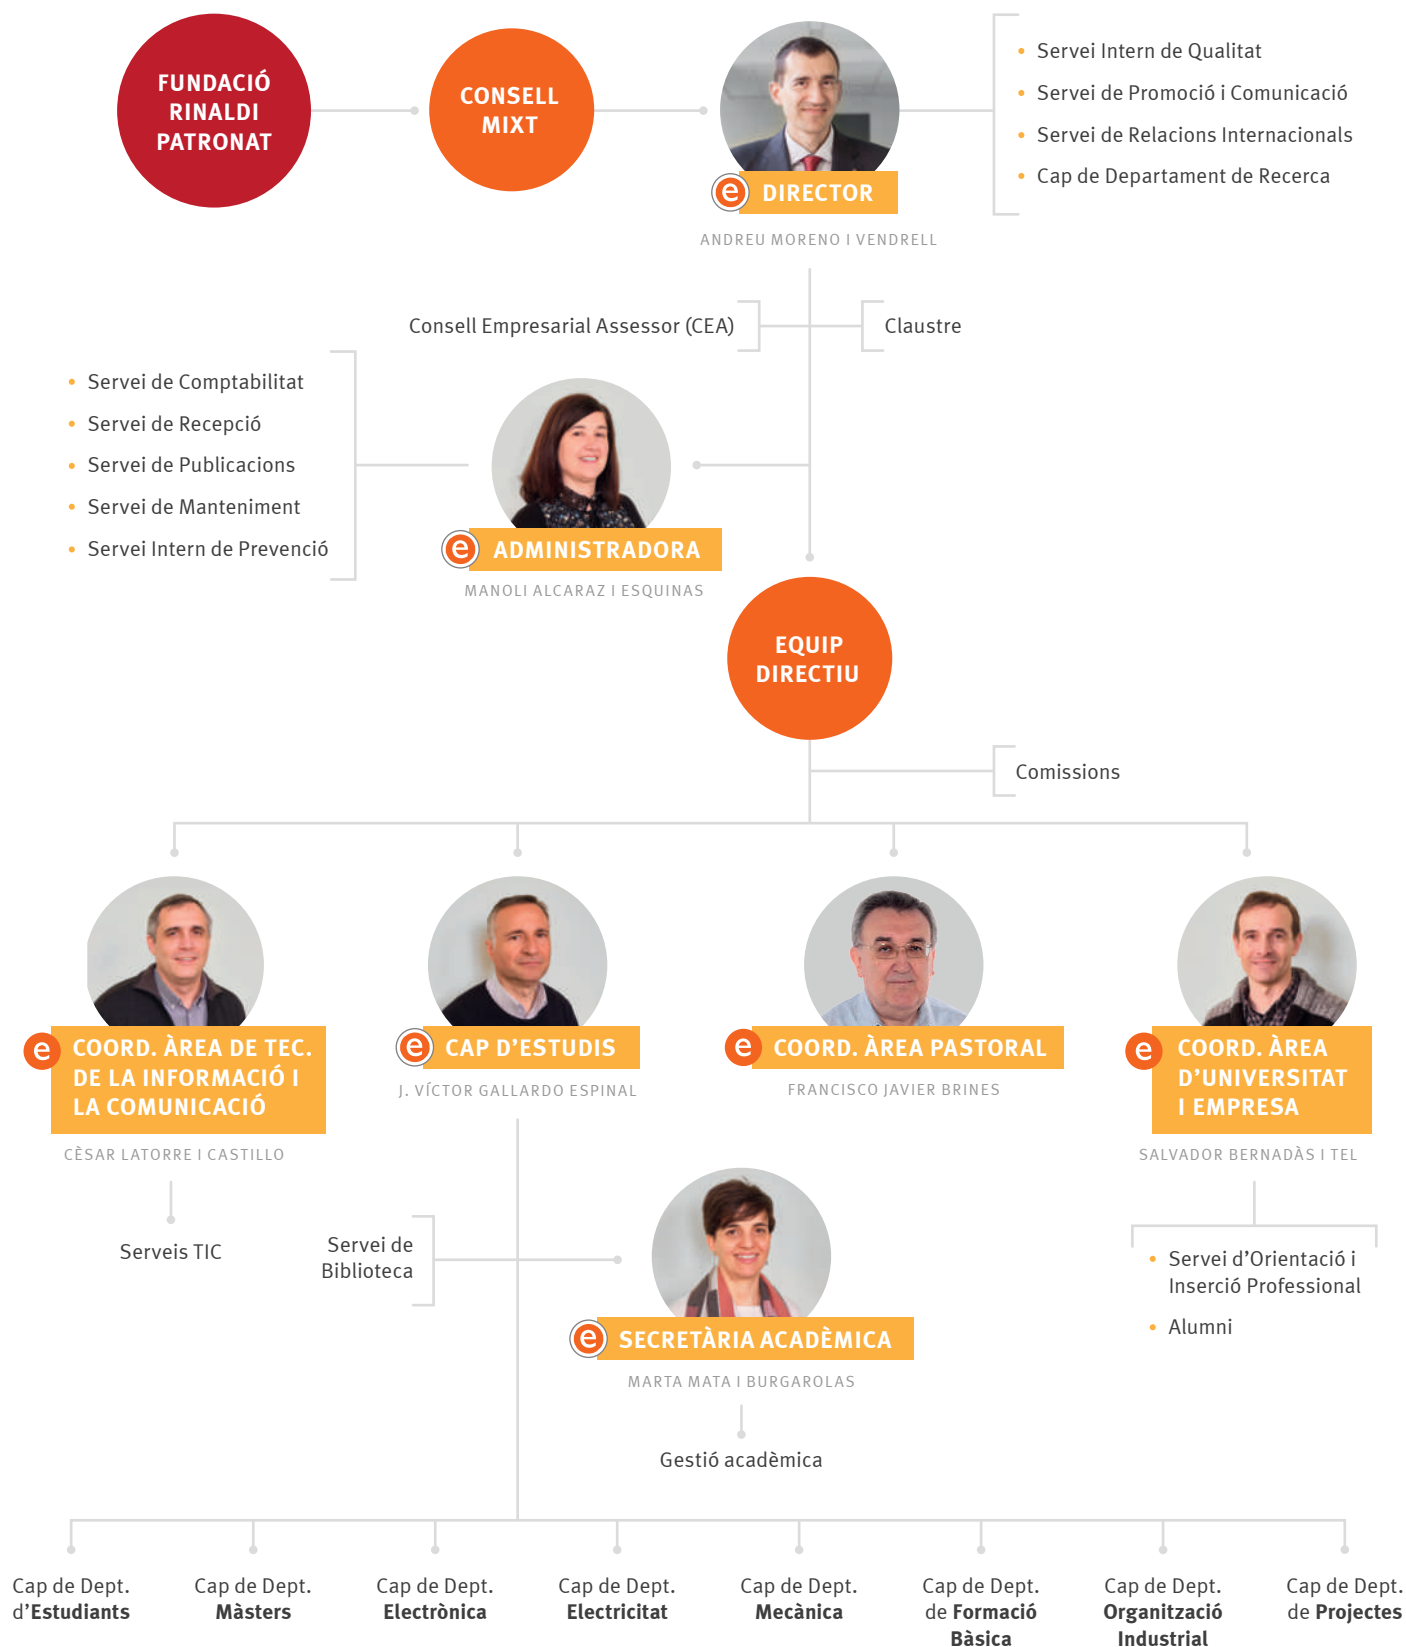 FUNDACIÓ
RINALDI
PATRONAT
CONSELL
MIXT
e DIRECTOR
ANDREU MORENO I VENDRELL
• Servei Intern de Qualitat
• Servei de Promoció i Comunicació
• Servei de Relacions Internacionals
• Cap de Departament de Recerca
Consell Empresarial Assessor (CEA)
Claustre
• Servei de Comptabilitat
• Servei de Recepció
• Servei de Publicacions
• Servei de Manteniment
• Servei Intern de Prevenció
e ADMINISTRADORA
MANOLI ALCARAZ I ESQUINAS
EQUIP
DIRECTIU
Comissions
e COORD. ÀREA DE TEC.
DE LA INFORMACIÓ I
LA COMUNICACIÓ
CÈSAR LATORRE I CASTILLO
Serveis TIC
e CAP D’ESTUDIS
J. VÍCTOR GALLARDO ESPINAL
e COORD. ÀREA PASTORAL
FRANCISCO JAVIER BRINES
e COORD. ÀREA
D’UNIVERSITAT
I EMPRESA
SALVADOR BERNADÀS I TEL
• Servei d’Orientació i
Inserció Professional
• Alumni
Servei de
Biblioteca
e SECRETÀRIA ACADÈMICA
MARTA MATA I BURGAROLAS
Gestió acadèmica
Cap de Dept.
d’Estudiants
Cap de Dept.
Màsters
Cap de Dept.
Electrònica
Cap de Dept.
Electricitat
Cap de Dept.
Mecànica
Cap de Dept.
de Formació
Bàsica
Cap de Dept.
Organització
Industrial
Cap de Dept.
de Projectes